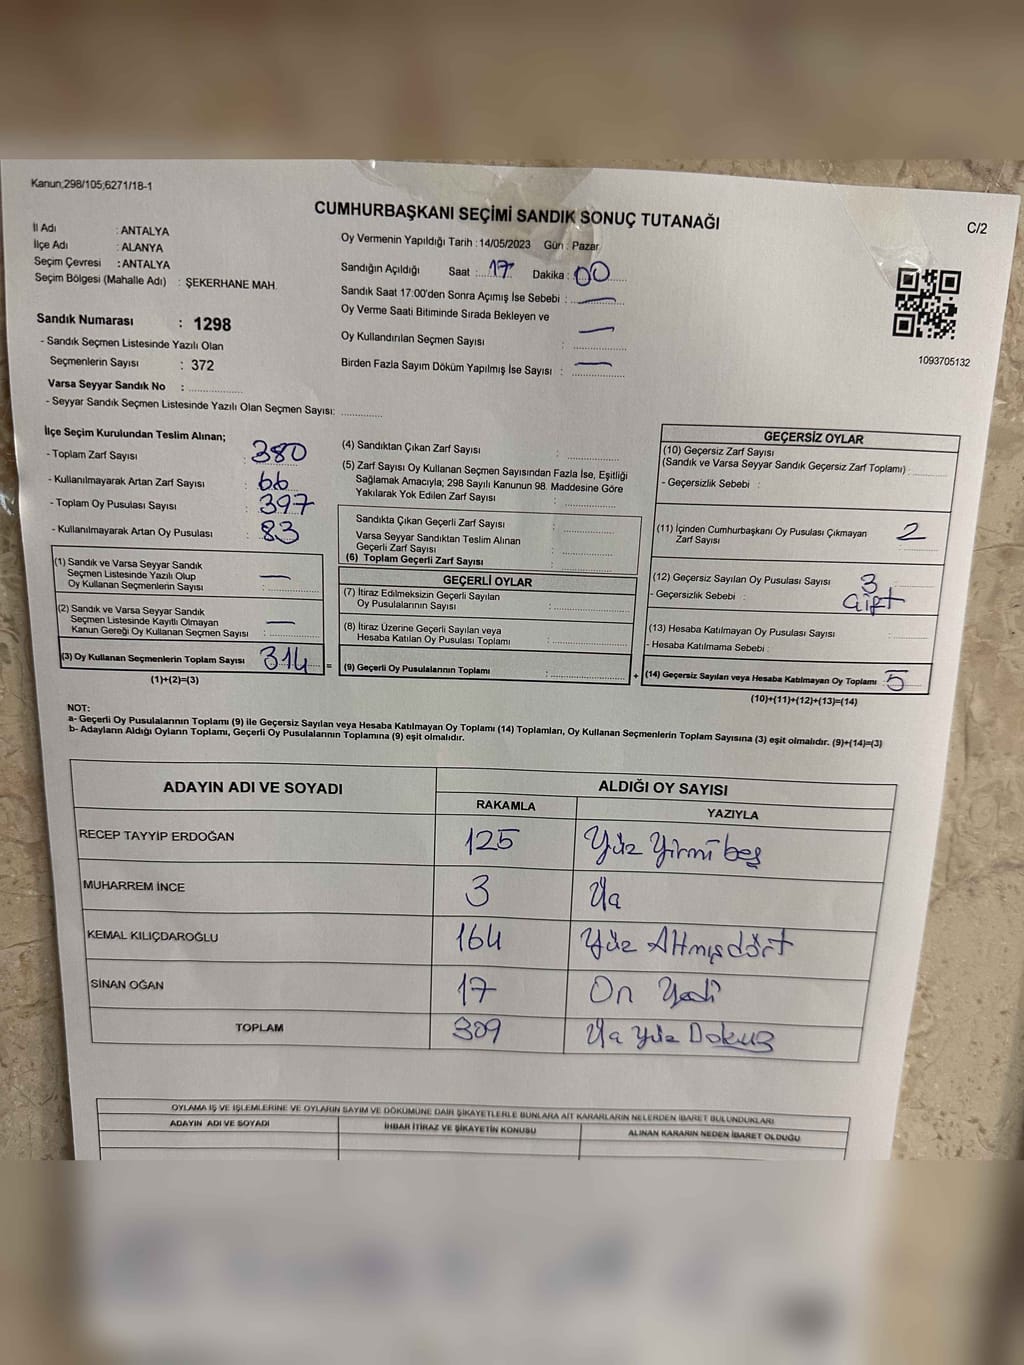 Kanun;298/105;6271/18-1
CUMHURBAŞKANI SEÇİMİ SANDIK SONUÇ TUTANAĞI
C/2
İl Adı : ANTALYA
İlçe Adı : ALANYA
Seçim Çevresi : ANTALYA
Seçim Bölgesi (Mahalle Adı) : ŞEKERHANE MAH.
Oy Vermenin Yapıldığı Tarih : 14/05/2023 Gün : Pazar
Sandığın Açıldığı Saat : 17 Dakika : 00
Sandık Saat 17:00'den Sonra Açımış İse Sebebi : —
Oy Verme Saati Bitiminde Sırada Bekleyen ve
Oy Kullandırılan Seçmen Sayısı : —
Birden Fazla Sayım Döküm Yapılmış İse Sayısı : —
1093705132
Sandık Numarası : 1298
- Sandık Seçmen Listesinde Yazılı Olan
Seçmenlerin Sayısı : 372
Varsa Seyyar Sandık No :
- Seyyar Sandık Seçmen Listesinde Yazılı Olan Seçmen Sayısı:
İlçe Seçim Kurulundan Teslim Alınan;
- Toplam Zarf Sayısı : 380
- Kullanılmayarak Artan Zarf Sayısı : 66
- Toplam Oy Pusulası Sayısı : 397
- Kullanılmayarak Artan Oy Pusulası : 83
(1) Sandık ve Varsa Seyyar Sandık
Seçmen Listesinde Yazılı Olup
Oy Kullanan Seçmenlerin Sayısı : —
(2) Sandık ve Varsa Seyyar Sandık
Seçmen Listesinde Kayıtlı Olmayan
Kanun Gereği Oy Kullanan Seçmen Sayısı : —
(3) Oy Kullanan Seçmenlerin Toplam Sayısı : 314 =
(1)+(2)=(3)
(4) Sandıktan Çıkan Zarf Sayısı :
(5) Zarf Sayısı Oy Kullanan Seçmen Sayısından Fazla İse, Eşitliği
Sağlamak Amacıyla; 298 Sayılı Kanunun 98. Maddesine Göre
Yakılarak Yok Edilen Zarf Sayısı :
Sandıkta Çıkan Geçerli Zarf Sayısı :
Varsa Seyyar Sandıktan Teslim Alınan
Geçerli Zarf Sayısı :
(6) Toplam Geçerli Zarf Sayısı :
GEÇERLİ OYLAR
(7) İtiraz Edilmeksizin Geçerli Sayılan
Oy Pusulalarının Sayısı :
(8) İtiraz Üzerine Geçerli Sayılan veya
Hesaba Katılan Oy Pusulası Toplamı :
(9) Geçerli Oy Pusulalarının Toplamı : +
GEÇERSİZ OYLAR
(10) Geçersiz Zarf Sayısı
(Sandık ve Varsa Seyyar Sandık Geçersiz Zarf Toplamı) :
- Geçersizlik Sebebi :
(11) İçinden Cumhurbaşkanı Oy Pusulası Çıkmayan
Zarf Sayısı : 2
(12) Geçersiz Sayılan Oy Pusulası Sayısı : 3
- Geçersizlik Sebebi : Çift
(13) Hesaba Katılmayan Oy Pusulası Sayısı :
- Hesaba Katılmama Sebebi :
(14) Geçersiz Sayılan veya Hesaba Katılmayan Oy Toplamı : 5
(10)+(11)+(12)+(13)=(14)
NOT:
a- Geçerli Oy Pusulalarının Toplamı (9) ile Geçersiz Sayılan veya Hesaba Katılmayan Oy Toplamı (14) Toplamları, Oy Kullanan Seçmenlerin Toplam Sayısına (3) eşit olmalıdır. (9)+(14)=(3)
b- Adayların Aldığı Oyların Toplamı, Geçerli Oy Pusulalarının Toplamına (9) eşit olmalıdır.
ADAYIN ADI VE SOYADI
ALDIĞI OY SAYISI
RAKAMLA YAZIYLA
RECEP TAYYİP ERDOĞAN 125 Yüz Yirmi beş
MUHARREM İNCE 3 Üç
KEMAL KILIÇDAROĞLU 164 Yüz Altmışdört
SİNAN OĞAN 17 On Yedi
TOPLAM 309 Üç Yüz Dokuz
OYLAMA İŞ VE İŞLEMLERİNE VE OYLARIN SAYIM VE DÖKÜMÜNE DAİR ŞİKAYETLERLE BUNLARA AİT KARARLARIN NELERDEN İBARET BULUNDUKLARI
ADAYIN ADI VE SOYADI İHBAR İTİRAZ VE ŞİKAYETİN KONUSU ALINAN KARARIN NEDEN İBARET OLDUĞU